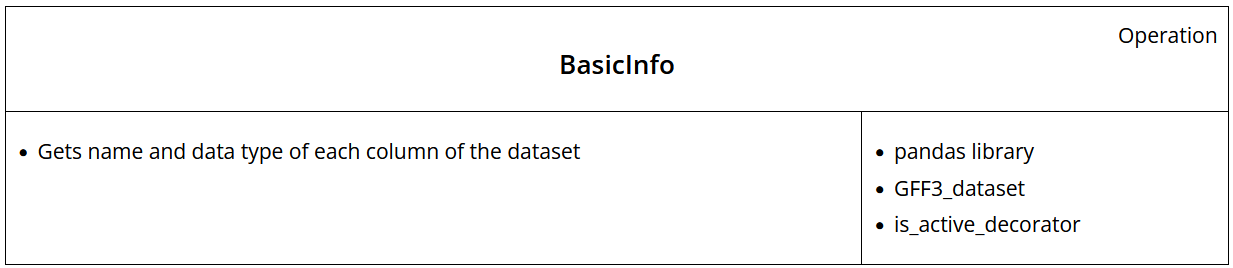 Operation
BasicInfo
• Gets name and data type of each column of the dataset
• pandas library
• GFF3_dataset
• is_active_decorator